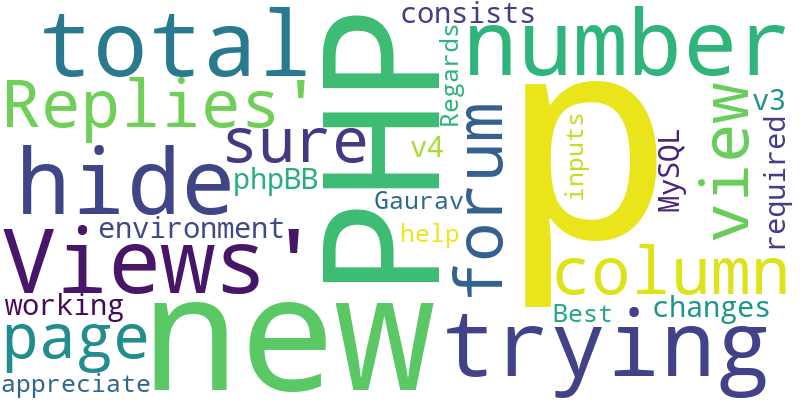 consists
total
PHP
number
Replies'
Regards
p
view
v3
sure
v4
forum
inputs
MySQL
required
hide
phpBB
Gaurav
environment
help
Views'
column
working
new
Best
changes
page
trying
appreciate